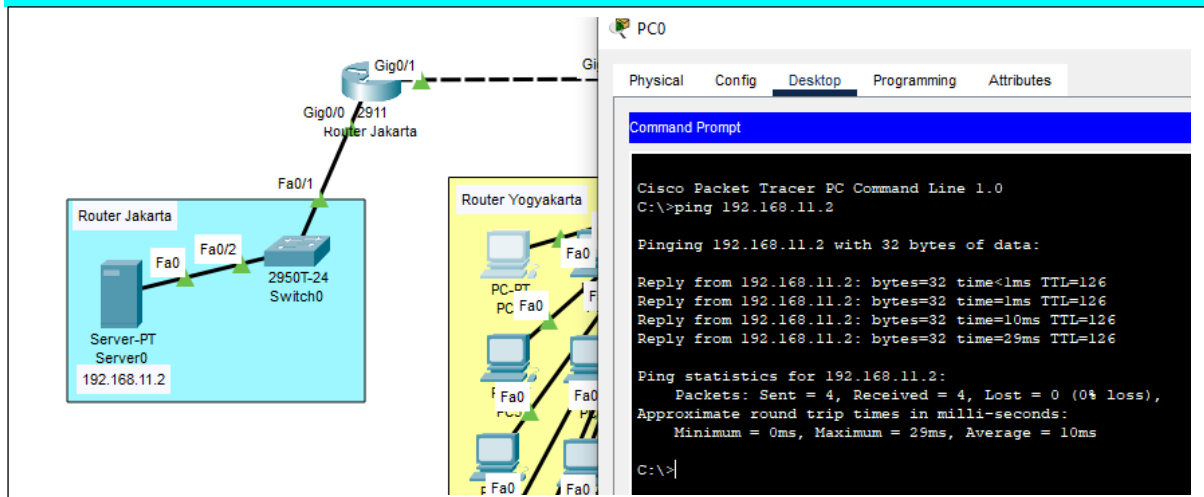 PC0
Physical Config Desktop Programming Attributes
Command Prompt
Cisco Packet Tracer PC Command Line 1.0
C:\>ping 192.168.11.2
Pinging 192.168.11.2 with 32 bytes of data:
Reply from 192.168.11.2: bytes=32 time<1ms TTL=126
Reply from 192.168.11.2: bytes=32 time=1ms TTL=126
Reply from 192.168.11.2: bytes=32 time=10ms TTL=126
Reply from 192.168.11.2: bytes=32 time=29ms TTL=126
Ping statistics for 192.168.11.2:
Packets: Sent = 4, Received = 4, Lost = 0 (0% loss),
Approximate round trip times in milli-seconds:
Minimum = 0ms, Maximum = 29ms, Average = 10ms
C:\>
Gig0/1
Gig0/0 2911
Router Jakarta
Fa0/1
Router Jakarta
Fa0/2
Fa0
2950T-24
Switch0
Server-PT
Server0
192.168.11.2
Router Yogyakarta
Fa0
PC-PT
Fa0
Fa0
Fa0
Fa0
Fa0